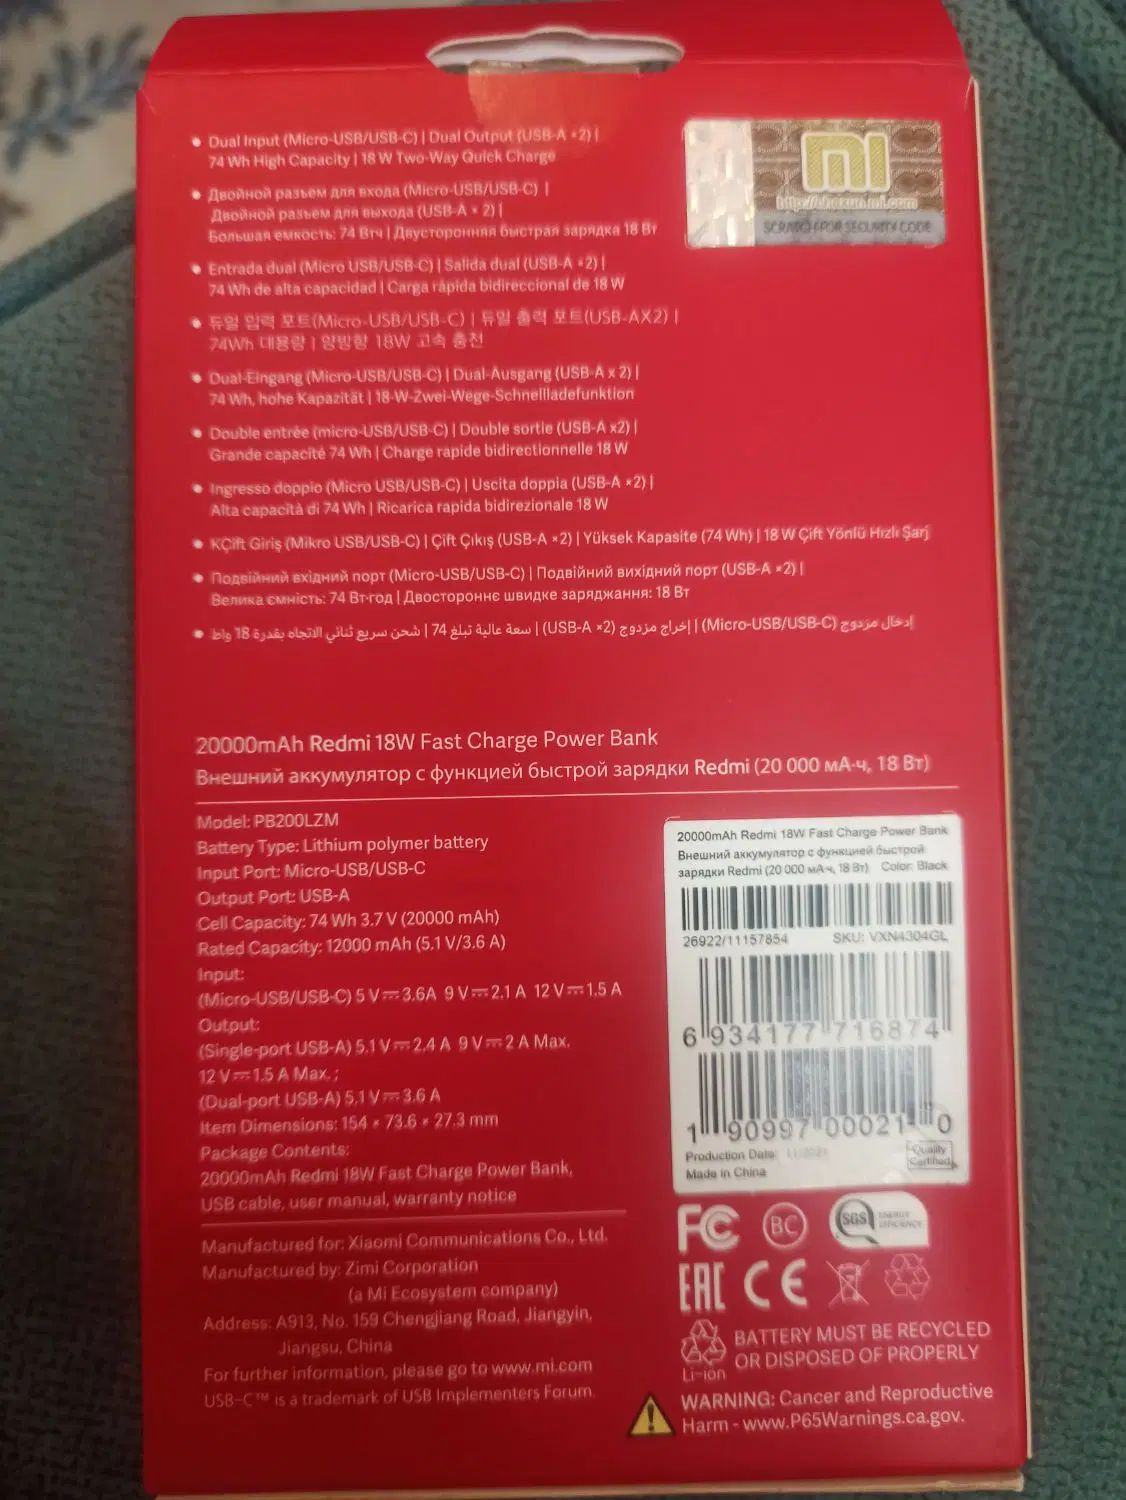 • Dual Input (Micro-USB/USB-C) | Dual Output (USB-A ×2) |
74 Wh High Capacity | 18 W Two-Way Quick Charge
• Двойной разъем для входа (Micro-USB/USB-C) |
Двойной разъем для выхода (USB-A × 2) |
Большая емкость: 74 Втч | Двусторонняя быстрая зарядка 18 Вт
• Entrada dual (Micro USB/USB-C) | Salida dual (USB-A ×2) |
74 Wh de alta capacidad | Carga rápida bidireccional de 18 W
• 듀얼 입력 포트(Micro-USB/USB-C) | 듀얼 출력 포트(USB-AX2) |
74Wh 대용량 | 양방향 18W 고속 충전
• Dual-Eingang (Micro-USB/USB-C) | Dual-Ausgang (USB-A x 2) |
74 Wh, hohe Kapazität | 18-W-Zwei-Wege-Schnellladefunktion
• Double entrée (micro-USB/USB-C) | Double sortie (USB-A x2) |
Grande capacité 74 Wh | Charge rapide bidirectionnelle 18 W
• Ingresso doppio (Micro USB/USB-C) | Uscita doppia (USB-A ×2) |
Alta capacità di 74 Wh | Ricarica rapida bidirezionale 18 W
• KÇift Giriş (Mikro USB/USB-C) | Çift Çıkış (USB-A ×2) | Yüksek Kapasite (74 Wh) | 18 W Çift Yönlü Hızlı Şarj
• Подвійний вхідний порт (Micro-USB/USB-C) | Подвійний вихідний порт (USB-A ×2) |
Велика ємність: 74 Вт·год | Двостороннє швидке заряджання: 18 Вт
• إدخال مزدوج (Micro-USB/USB-C) | إخراج مزدوج (USB-A ×2) | سعة عالية تبلغ 74 | شحن سريع ثنائي الاتجاه بقدرة 18 واط
MI
http://chaxun.mi.com
SCRATCH FOR SECURITY CODE
20000mAh Redmi 18W Fast Charge Power Bank
Внешний аккумулятор с функцией быстрой зарядки Redmi (20 000 мА·ч, 18 Вт)
Model: PB200LZM
Battery Type: Lithium polymer battery
Input Port: Micro-USB/USB-C
Output Port: USB-A
Cell Capacity: 74 Wh 3.7 V (20000 mAh)
Rated Capacity: 12000 mAh (5.1 V/3.6 A)
Input:
(Micro-USB/USB-C) 5 V⎓3.6A 9 V⎓2.1 A 12 V⎓1.5 A
Output:
(Single-port USB-A) 5.1 V⎓2.4 A 9 V⎓2 A Max.
12 V⎓1.5 A Max. ;
(Dual-port USB-A) 5.1 V⎓3.6 A
Item Dimensions: 154 × 73.6 × 27.3 mm
Package Contents:
20000mAh Redmi 18W Fast Charge Power Bank,
USB cable, user manual, warranty notice
Manufactured for: Xiaomi Communications Co., Ltd.
Manufactured by: Zimi Corporation
(a Mi Ecosystem company)
Address: A913, No. 159 Chengjiang Road, Jiangyin,
Jiangsu, China
For further information, please go to www.mi.com
USB-C™ is a trademark of USB Implementers Forum.
20000mAh Redmi 18W Fast Charge Power Bank
Внешний аккумулятор с функцией быстрой
зарядки Redmi (20 000 мА·ч, 18 Вт) Color: Black
26922/11157854 SKU: VXN4304GL
6 934177 716874
1 90997 00021 0
Production Date: 11/2021
Made in China
Quality
Certified
FC BC SGS ENERGY
EFFICIENCY
EAC CE
Li-ion
BATTERY MUST BE RECYCLED
OR DISPOSED OF PROPERLY
WARNING: Cancer and Reproductive
Harm - www.P65Warnings.ca.gov.